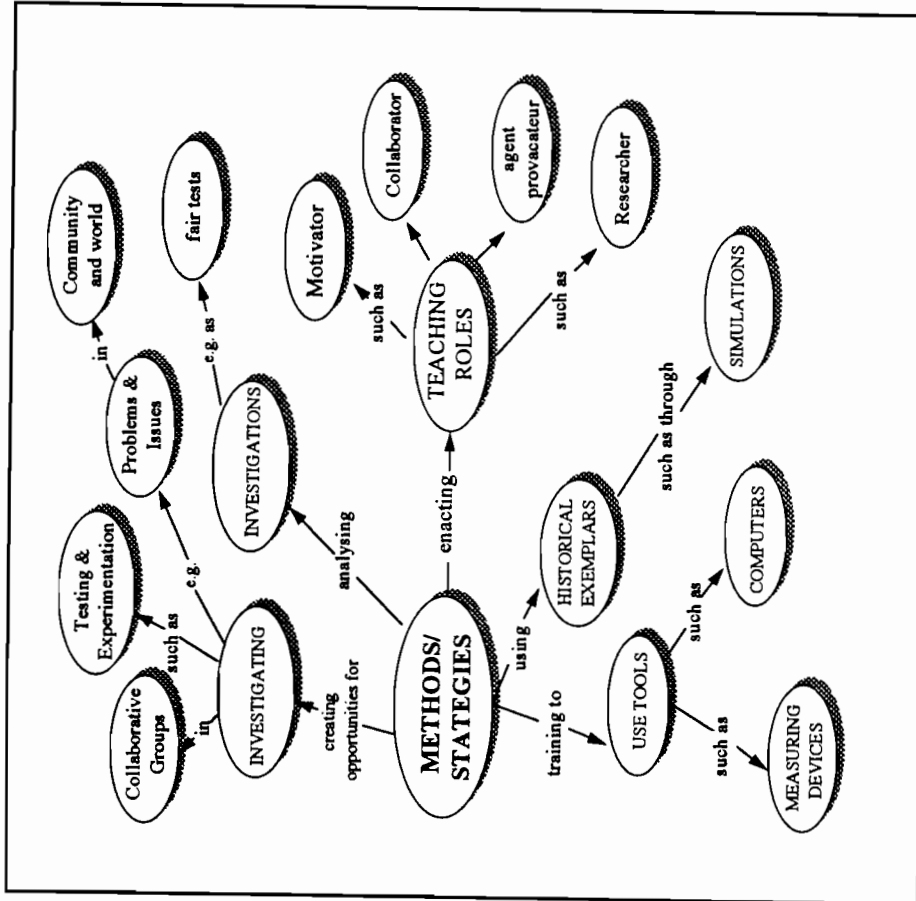 Community
and world
in
Problems &
Issues
fair tests
e.g. as
Testing &
Experimentation
e.g.
INVESTIGATIONS
Collaborative
Groups
such as
in
INVESTIGATING
analysing
creating
opportunities for
METHODS/
STATEGIES
enacting
TEACHING
ROLES
such as
Motivator
Collaborator
agent
provacateur
such as
Researcher
using
HISTORICAL
EXEMPLARS
such as through
SIMULATIONS
training to
USE TOOLS
such as
COMPUTERS
such as
MEASURING
DEVICES